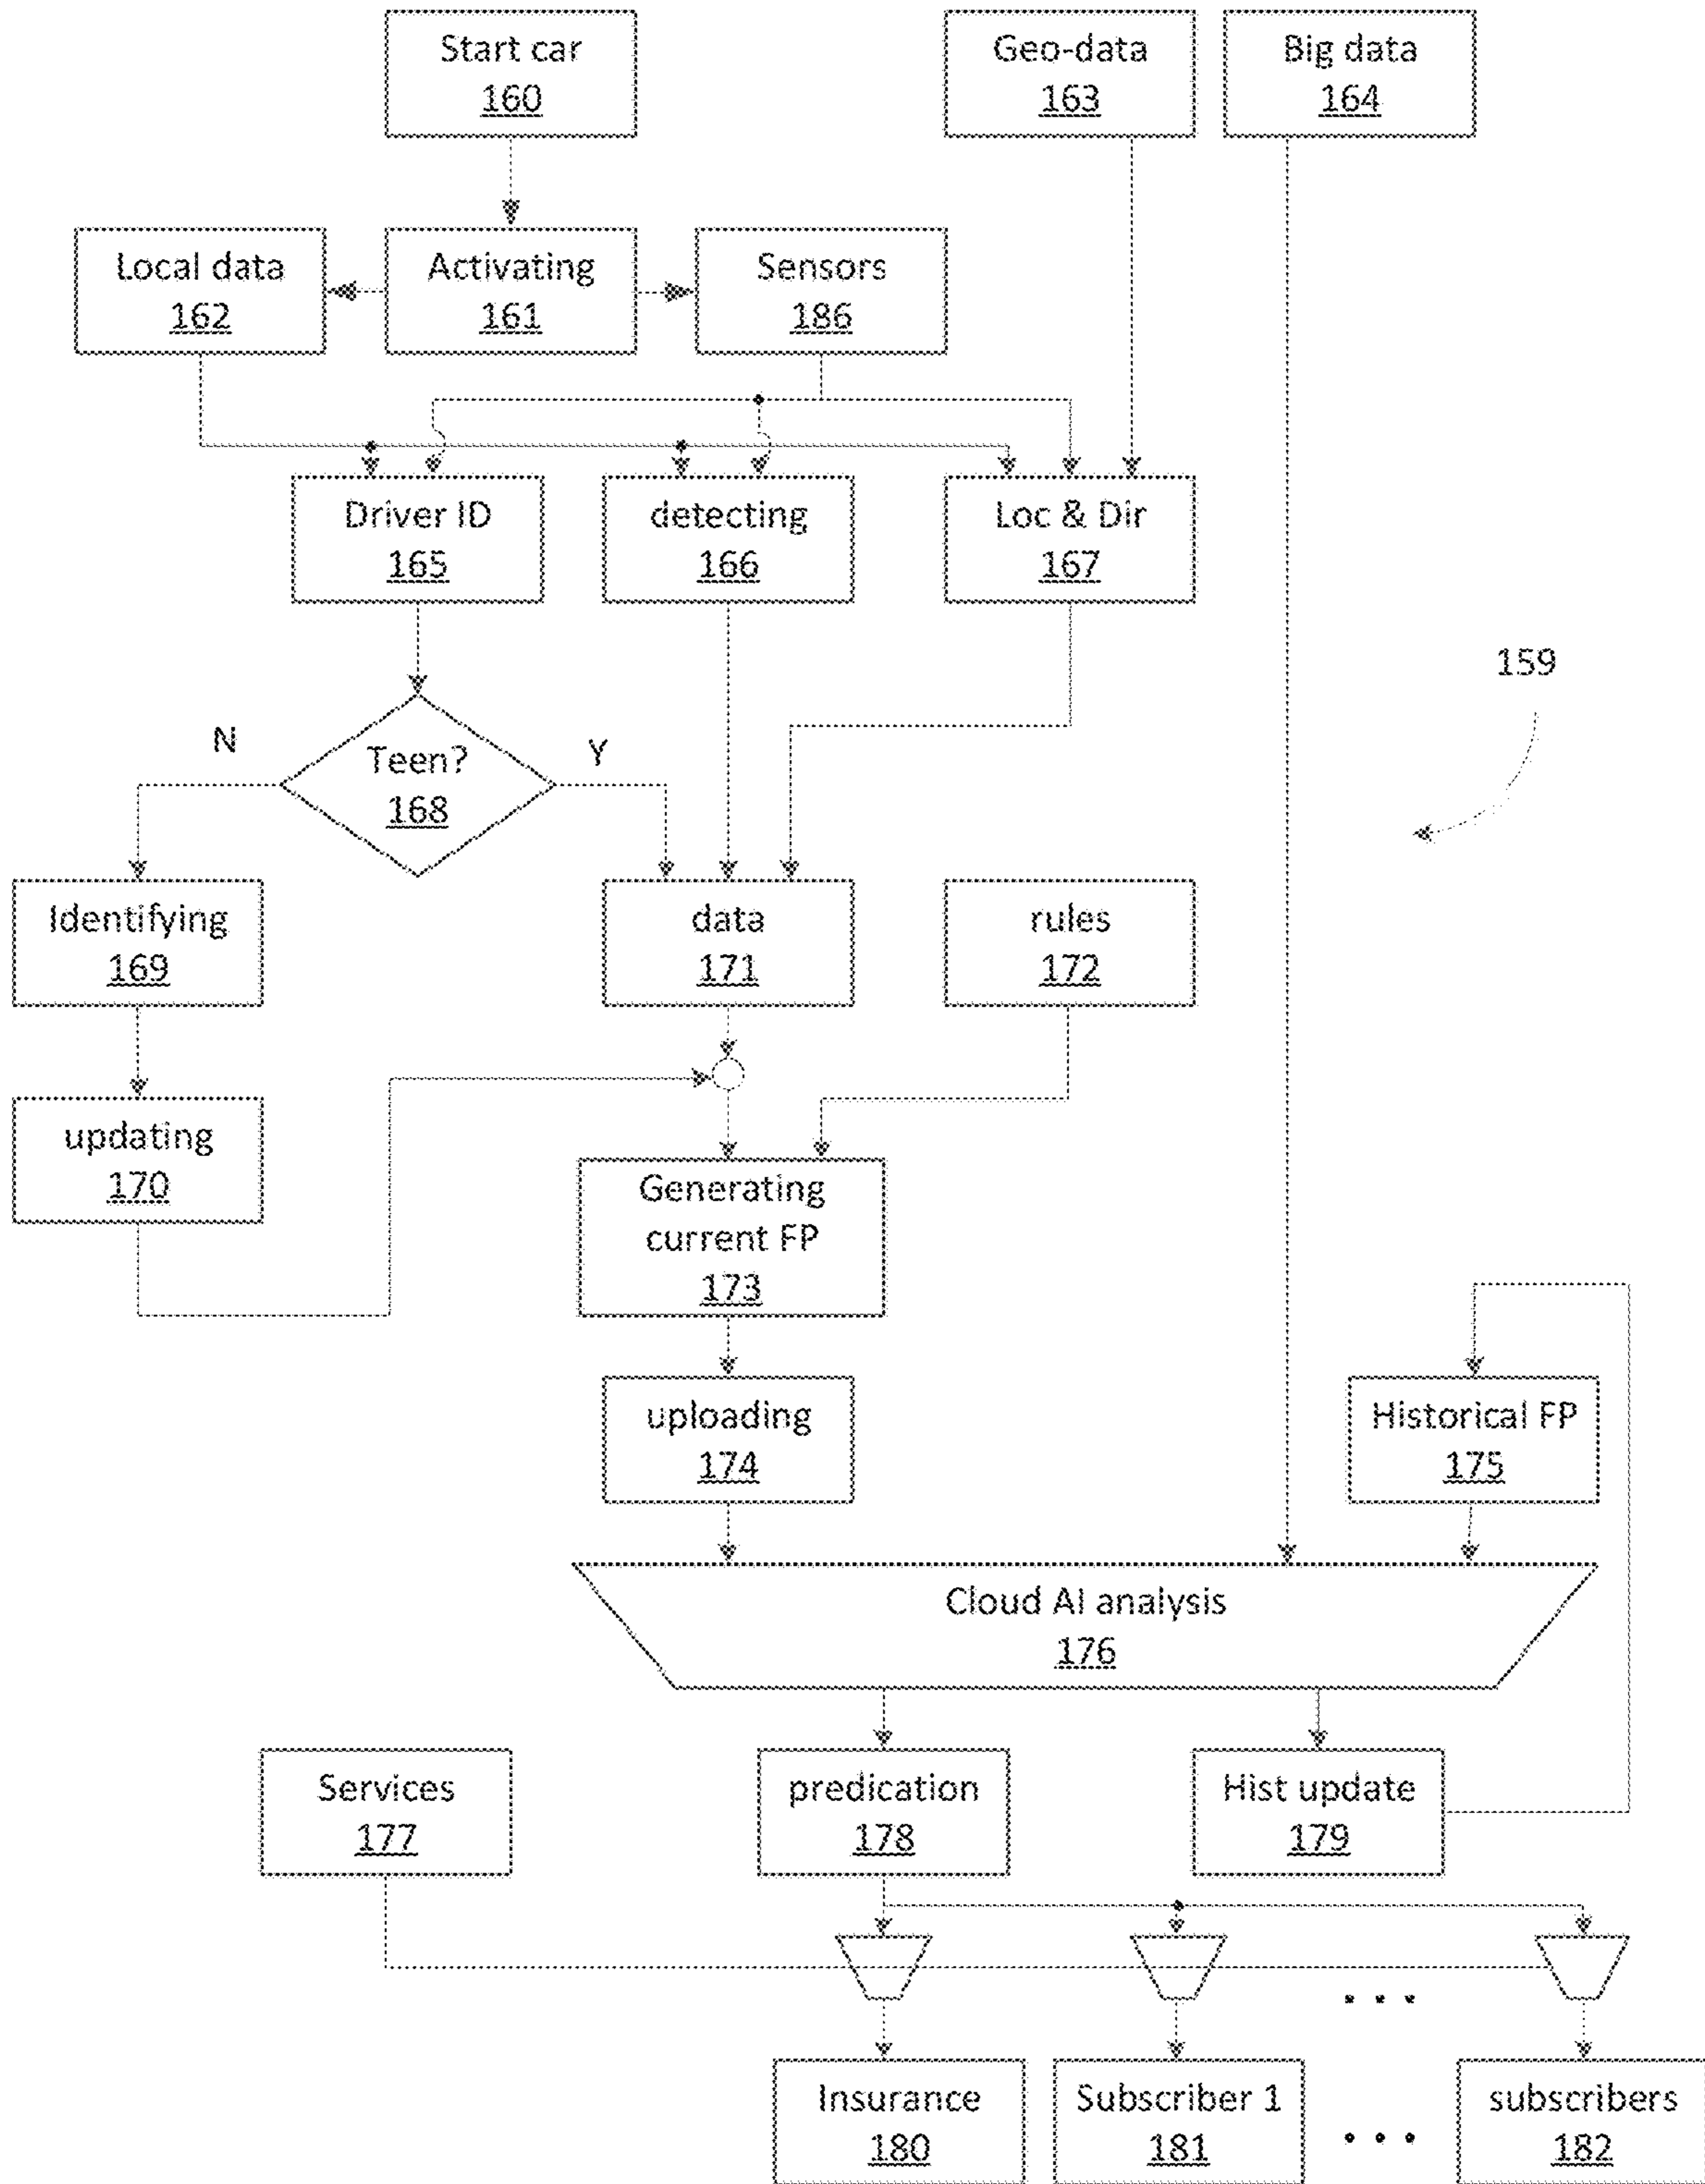 Start car
160
Geo-data
163
Big data
164
Local data
162
Activating
161
Sensors
186
Driver ID
165
detecting
166
Loc & Dir
167
159
N
Teen?
168
Y
Identifying
169
data
171
rules
172
updating
170
Generating
current FP
173
uploading
174
Historical FP
175
Cloud AI analysis
176
Services
177
predication
178
Hist update
179
. . .
Insurance
180
Subscriber 1
181
. . .
subscribers
182